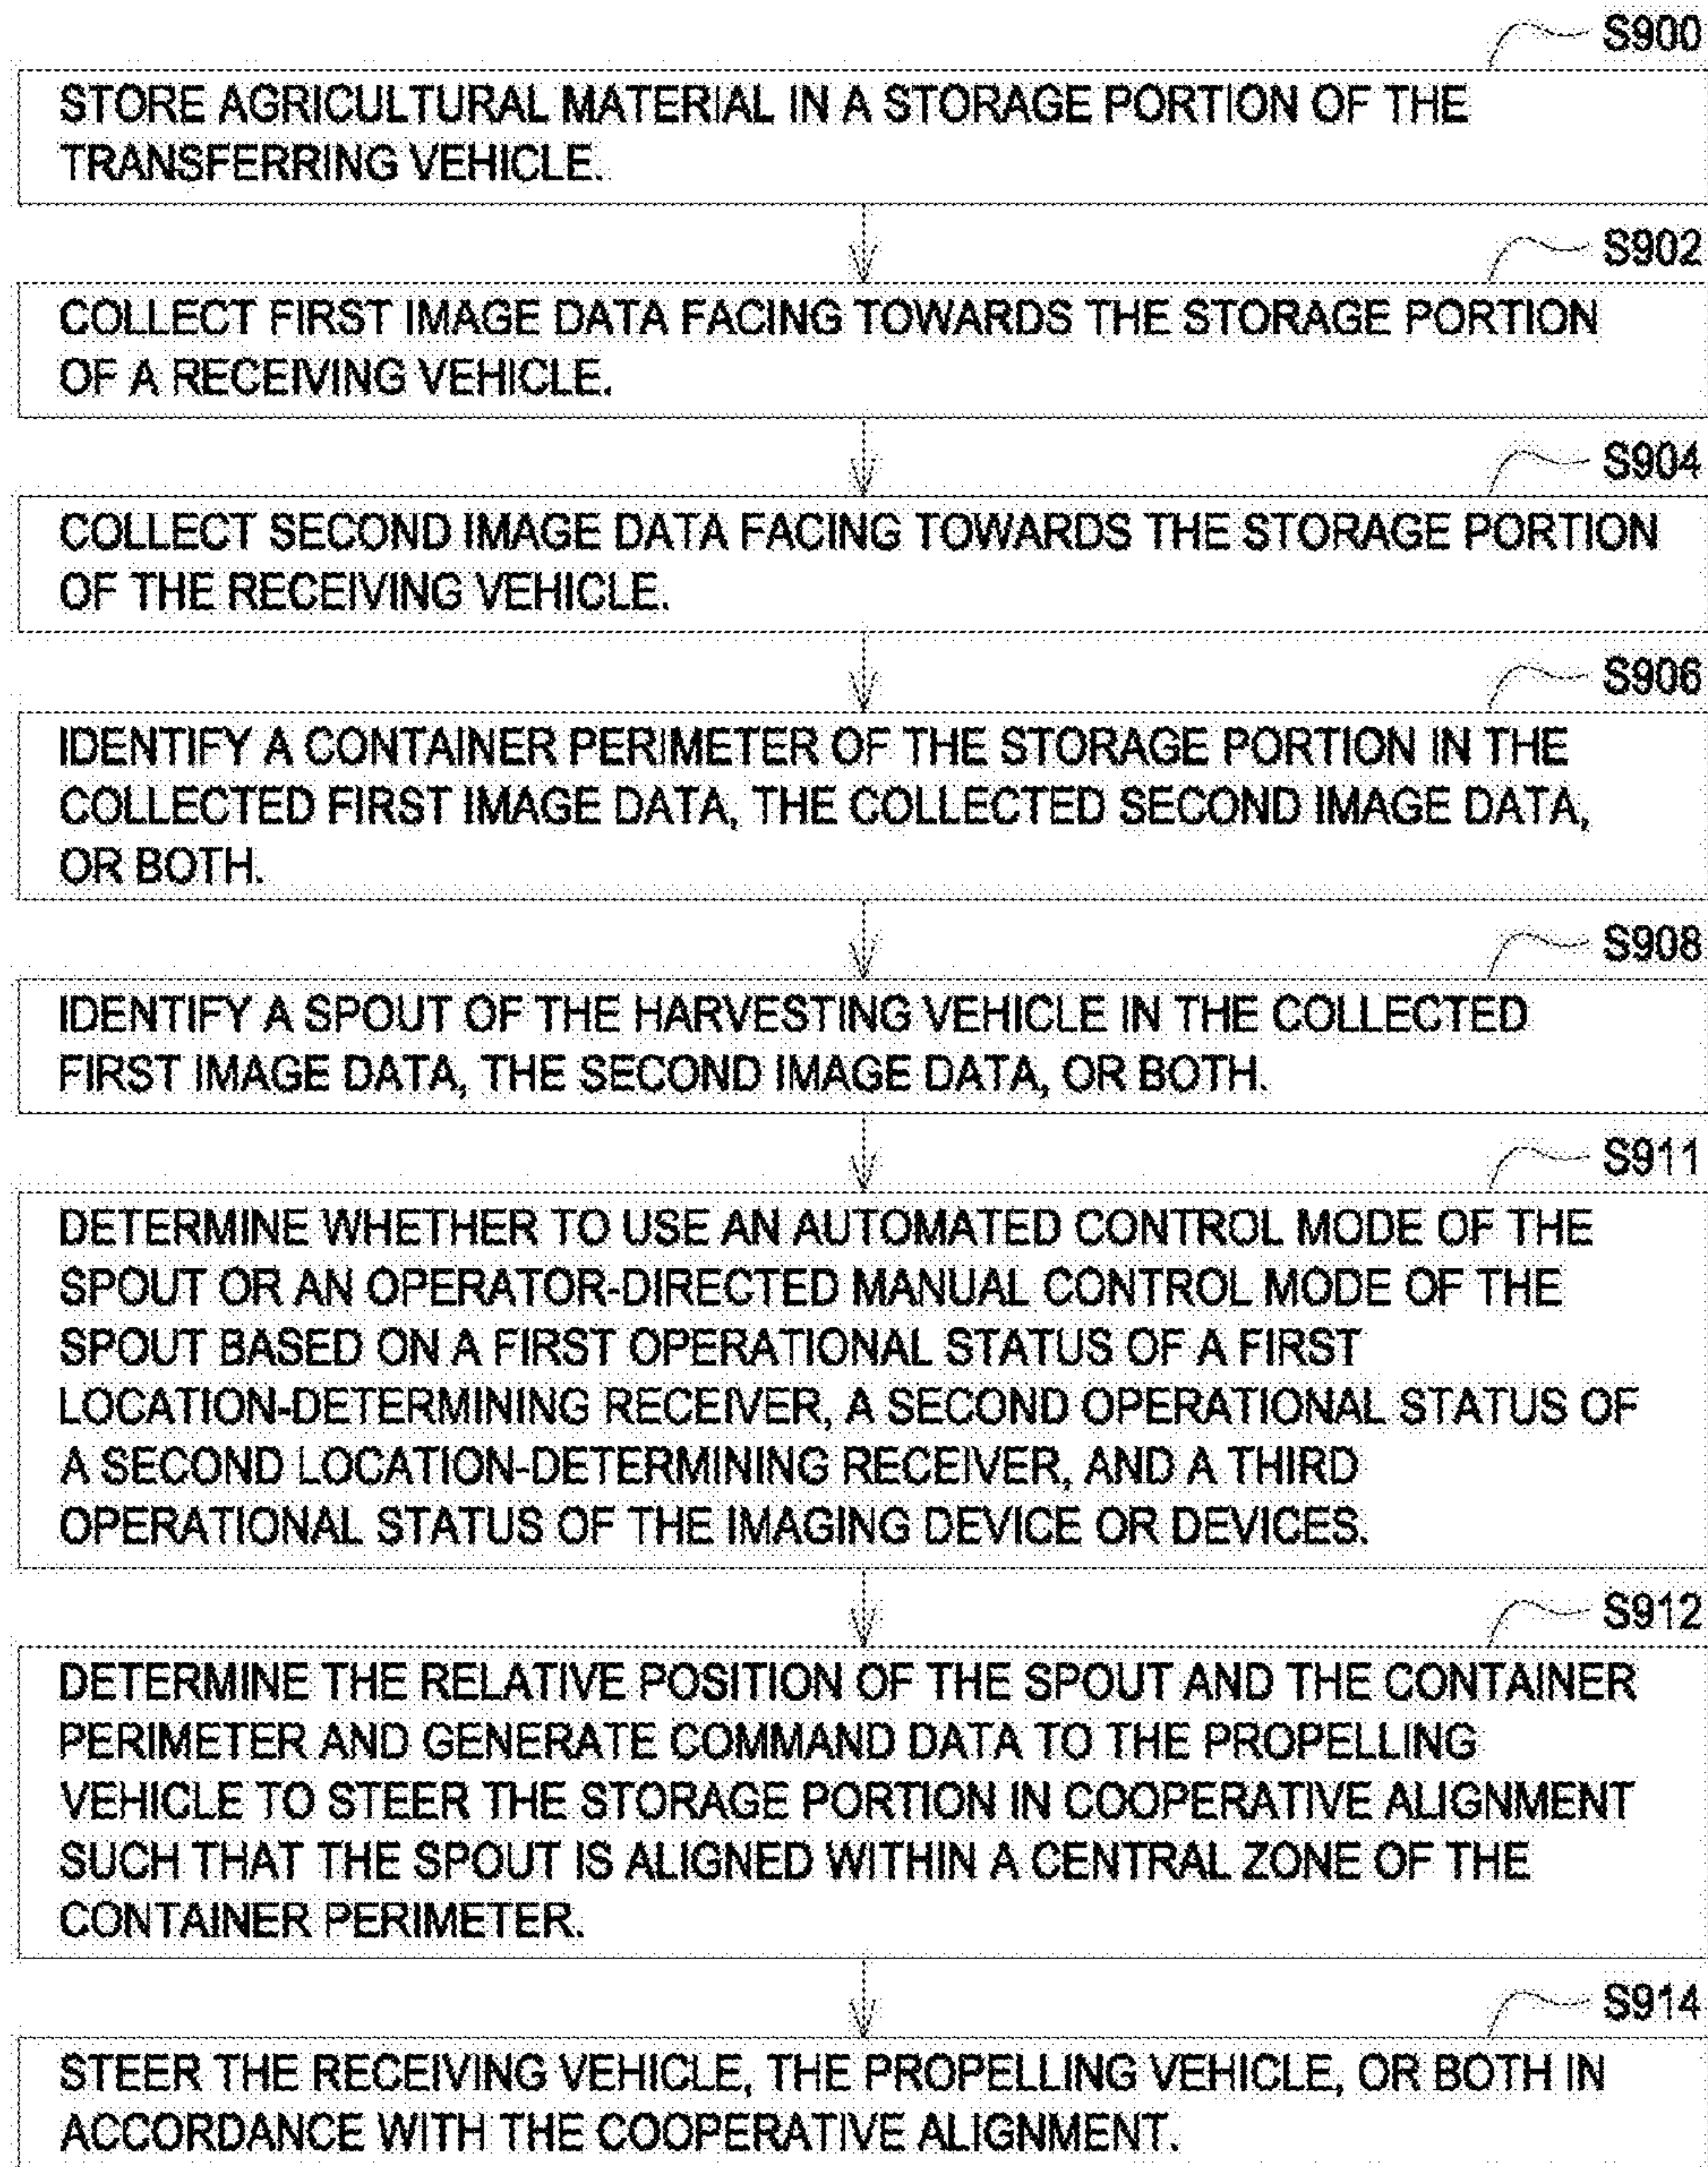 S900
STORE AGRICULTURAL MATERIAL IN A STORAGE PORTION OF THE
TRANSFERRING VEHICLE.
S902
COLLECT FIRST IMAGE DATA FACING TOWARDS THE STORAGE PORTION
OF A RECEIVING VEHICLE.
S904
COLLECT SECOND IMAGE DATA FACING TOWARDS THE STORAGE PORTION
OF THE RECEIVING VEHICLE.
S906
IDENTIFY A CONTAINER PERIMETER OF THE STORAGE PORTION IN THE
COLLECTED FIRST IMAGE DATA, THE COLLECTED SECOND IMAGE DATA,
OR BOTH.
S908
IDENTIFY A SPOUT OF THE HARVESTING VEHICLE IN THE COLLECTED
FIRST IMAGE DATA, THE SECOND IMAGE DATA, OR BOTH.
S911
DETERMINE WHETHER TO USE AN AUTOMATED CONTROL MODE OF THE
SPOUT OR AN OPERATOR-DIRECTED MANUAL CONTROL MODE OF THE
SPOUT BASED ON A FIRST OPERATIONAL STATUS OF A FIRST
LOCATION-DETERMINING RECEIVER, A SECOND OPERATIONAL STATUS OF
A SECOND LOCATION-DETERMINING RECEIVER, AND A THIRD
OPERATIONAL STATUS OF THE IMAGING DEVICE OR DEVICES.
S912
DETERMINE THE RELATIVE POSITION OF THE SPOUT AND THE CONTAINER
PERIMETER AND GENERATE COMMAND DATA TO THE PROPELLING
VEHICLE TO STEER THE STORAGE PORTION IN COOPERATIVE ALIGNMENT
SUCH THAT THE SPOUT IS ALIGNED WITHIN A CENTRAL ZONE OF THE
CONTAINER PERIMETER.
S914
STEER THE RECEIVING VEHICLE, THE PROPELLING VEHICLE, OR BOTH IN
ACCORDANCE WITH THE COOPERATIVE ALIGNMENT.